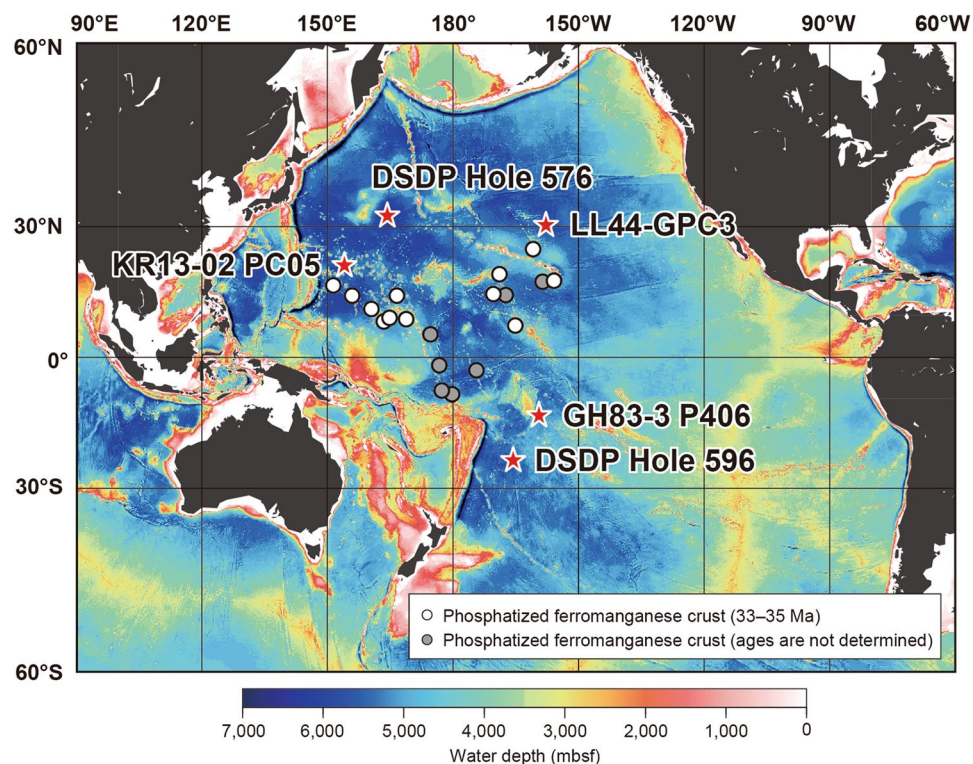 90°E 120°E 150°E 180° 150°W 120°W 90°W 60°W
60°N
DSDP Hole 576
30°N
LL44-GPC3
KR13-02 PC05
0°
GH83-3 P406
DSDP Hole 596
30°S
Phosphatized ferromanganese crust (33–35 Ma)
Phosphatized ferromanganese crust (ages are not determined)
60°S
7,000 6,000 5,000 4,000 3,000 2,000 1,000 0
Water depth (mbsf)